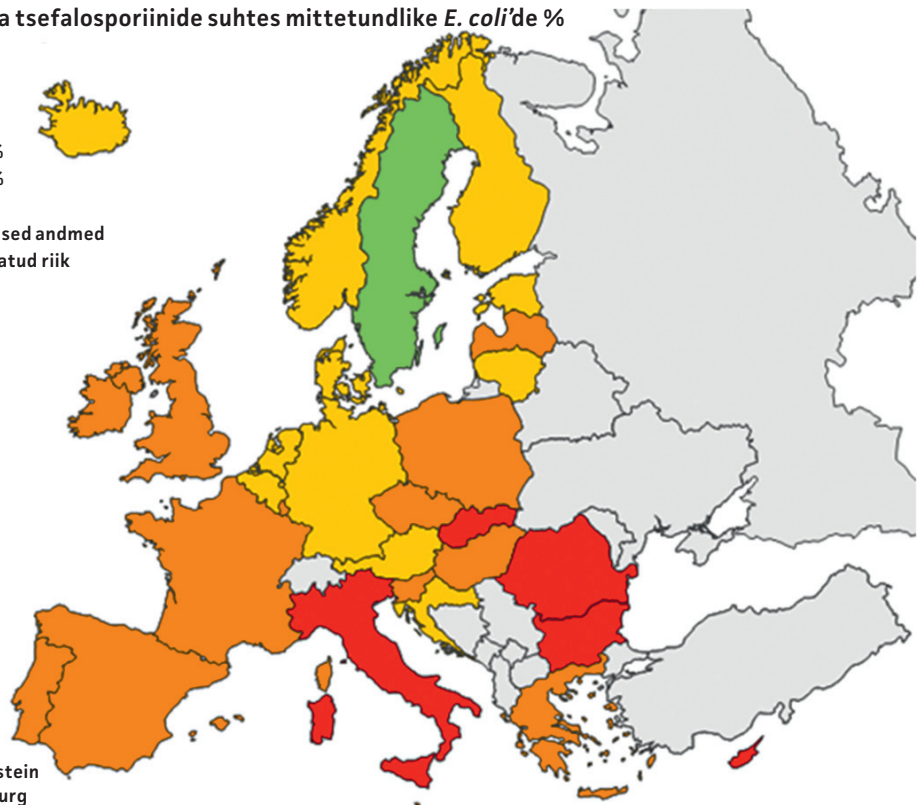 a tsefalosporiinide suhtes mittetundlike E. coli’de %
%
%
sed andmed
atud riik
stein
urg